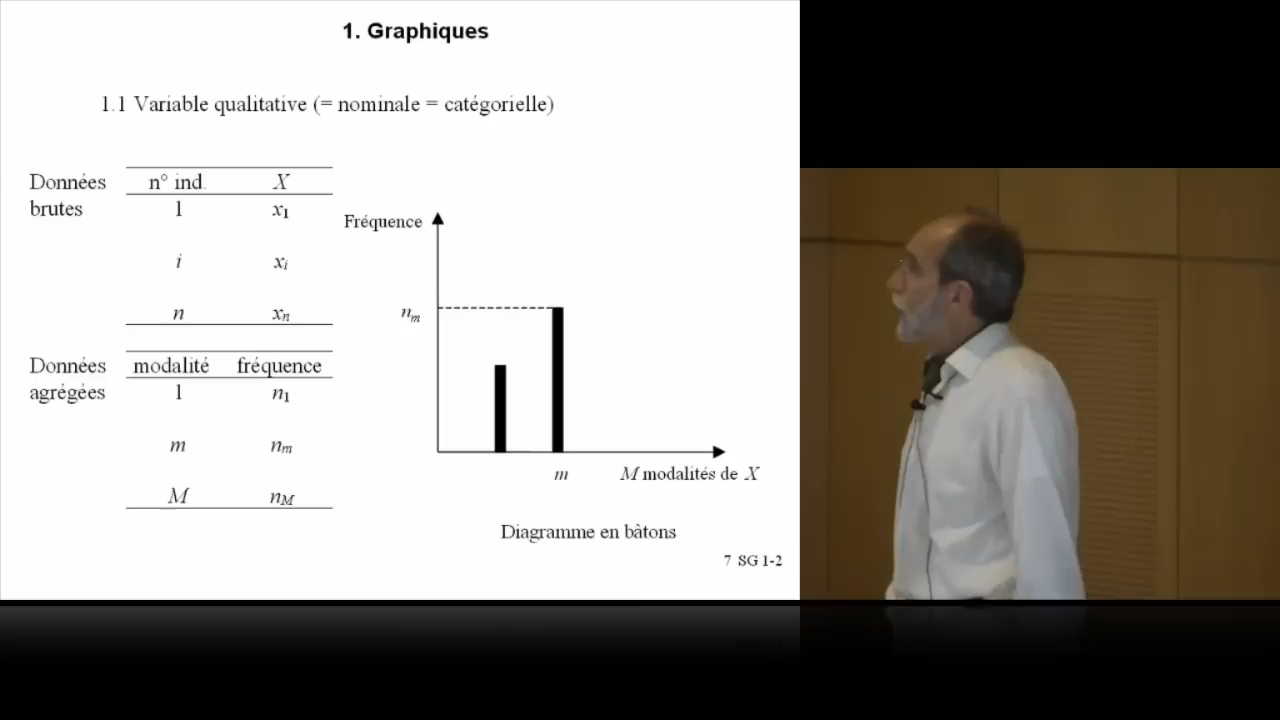 1. Graphiques
1.1 Variable qualitative (= nominale = catégorielle)
Données brutes
n° ind. X
1 x1
i xi
n xn
Données agrégées
modalité fréquence
1 n1
m nm
M nM
Fréquence
nm
m
M modalités de X
Diagramme en bâtons
7 SG 1-2